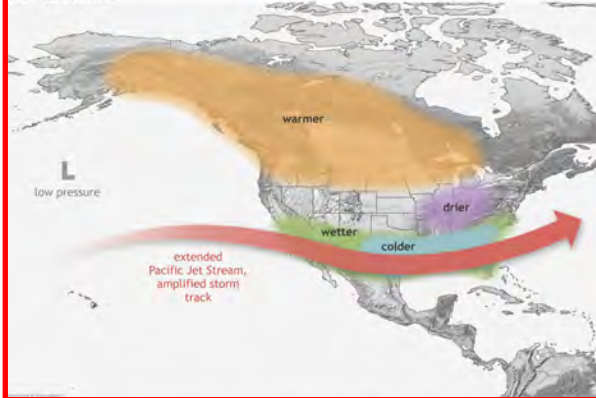 warmer
L
low pressure
drier
wetter
colder
extended
Pacific Jet Stream,
amplified storm
track